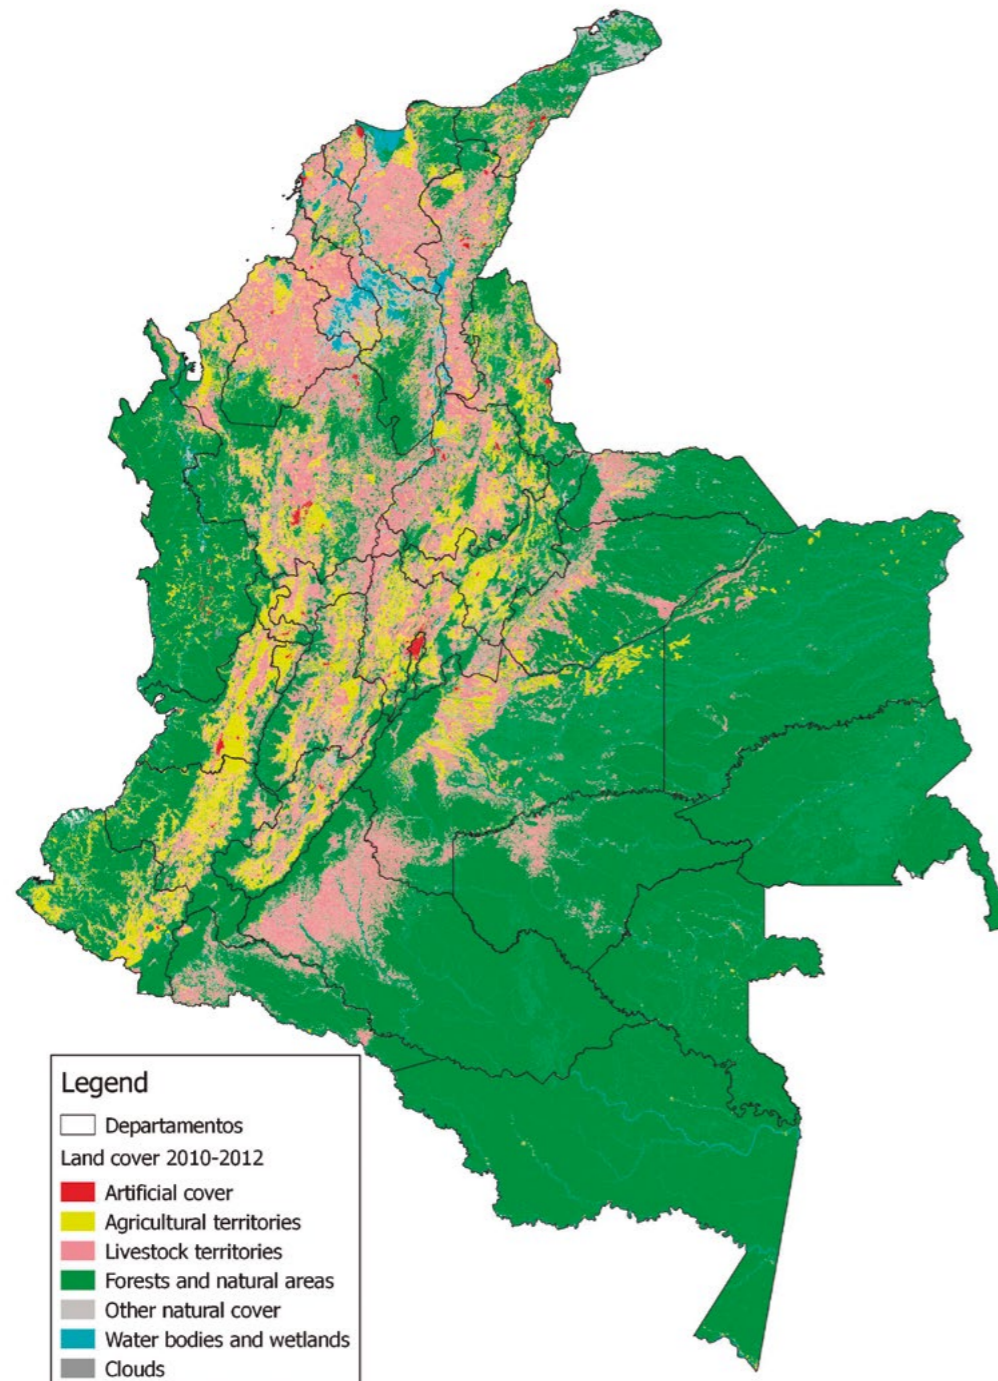 Legend
Departamentos
Land cover 2010-2012
Artificial cover
Agricultural territories
Livestock territories
Forests and natural areas
Other natural cover
Water bodies and wetlands
Clouds